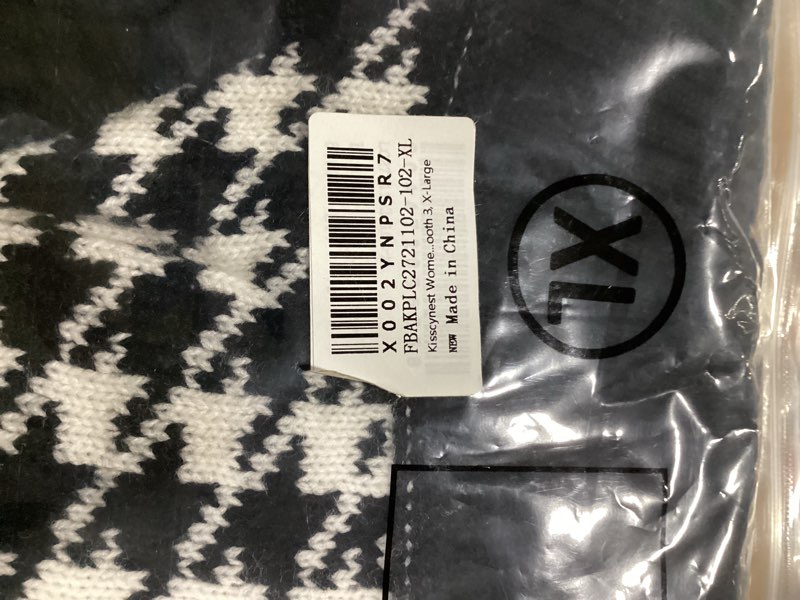 X002YNPSR7
FBAKPLC2721102-102-XL
Kisscynest Wome...ooth 3, X-Large
NEW Made in China
XL